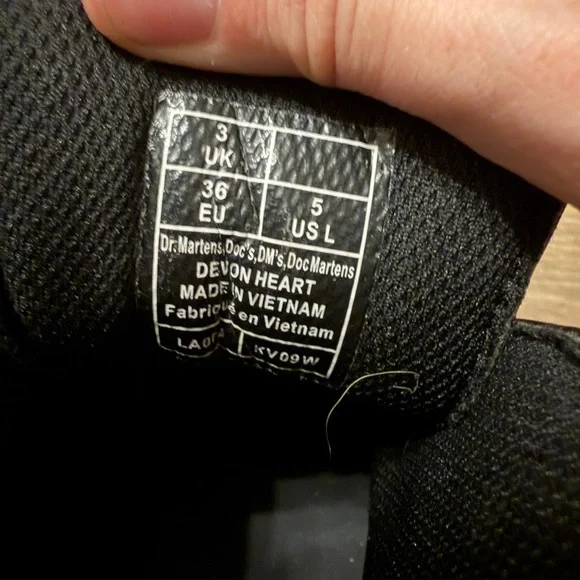 3
UK
36
EU
5
US L
Dr.Martens,Doc's,DM's,DocMartens
DEVON HEART
MADE IN VIETNAM
Fabriqué en Vietnam
KV09W